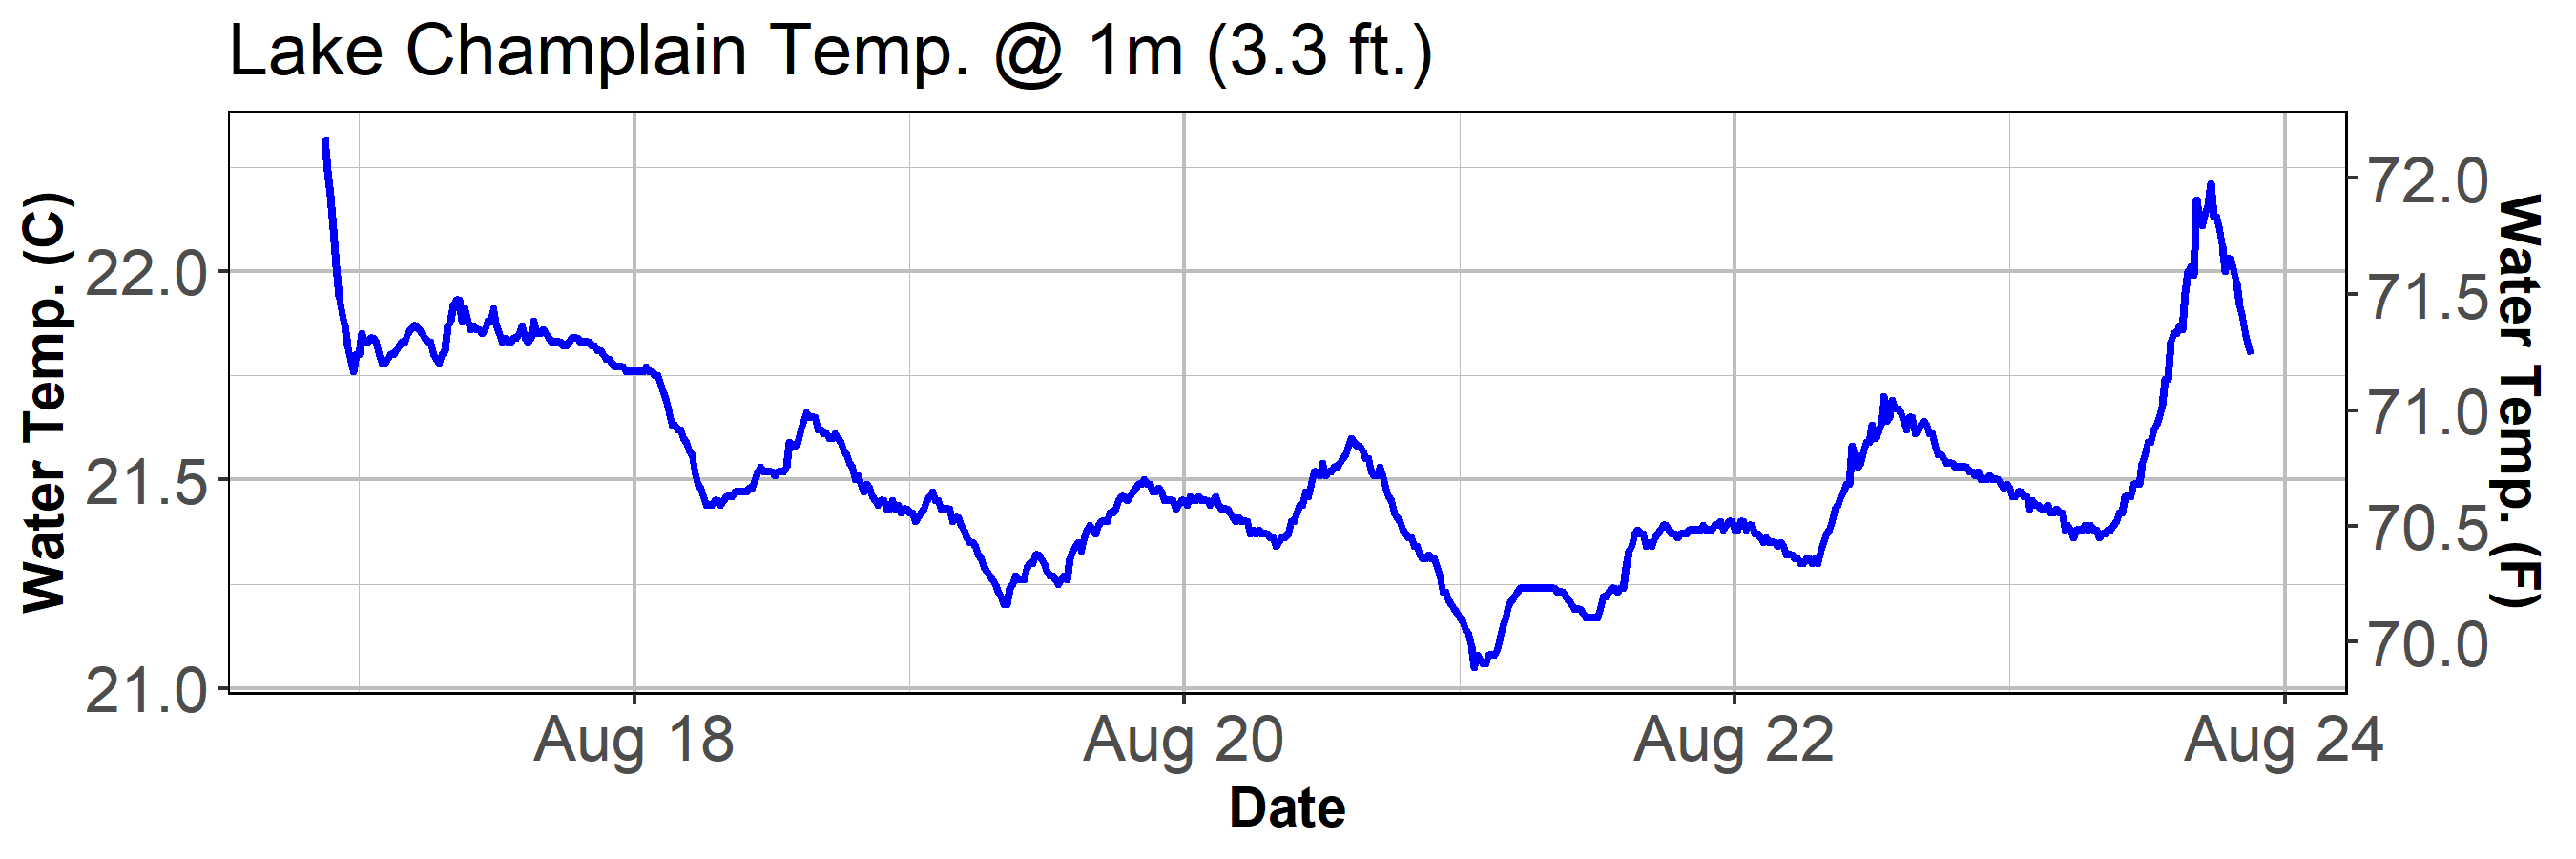 Lake Champlain Temp. @ 1m (3.3 ft.)
Water Temp. (C)
22.0
21.5
21.0
72.0
71.5
71.0
70.5
70.0
Water Temp. (F)
Aug 18
Aug 20
Aug 22
Aug 24
Date